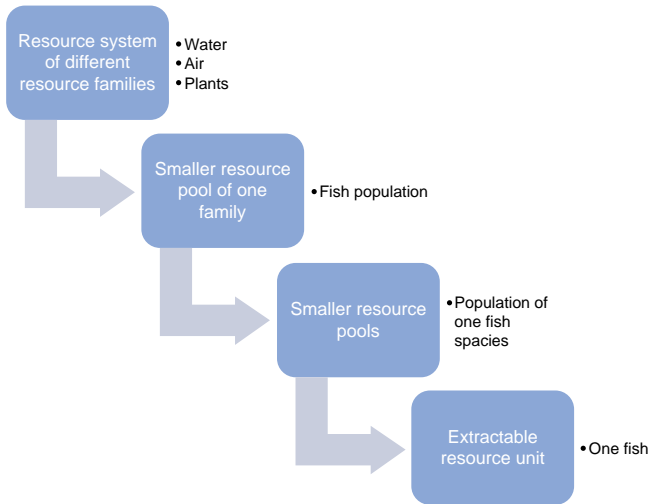 Resource system
of different
resource families
•Water
•Air
•Plants
Smaller resource
pool of one
family
•Fish population
Smaller resource
pools
•Population of
one fish
spacies
Extractable
resource unit
•One fish